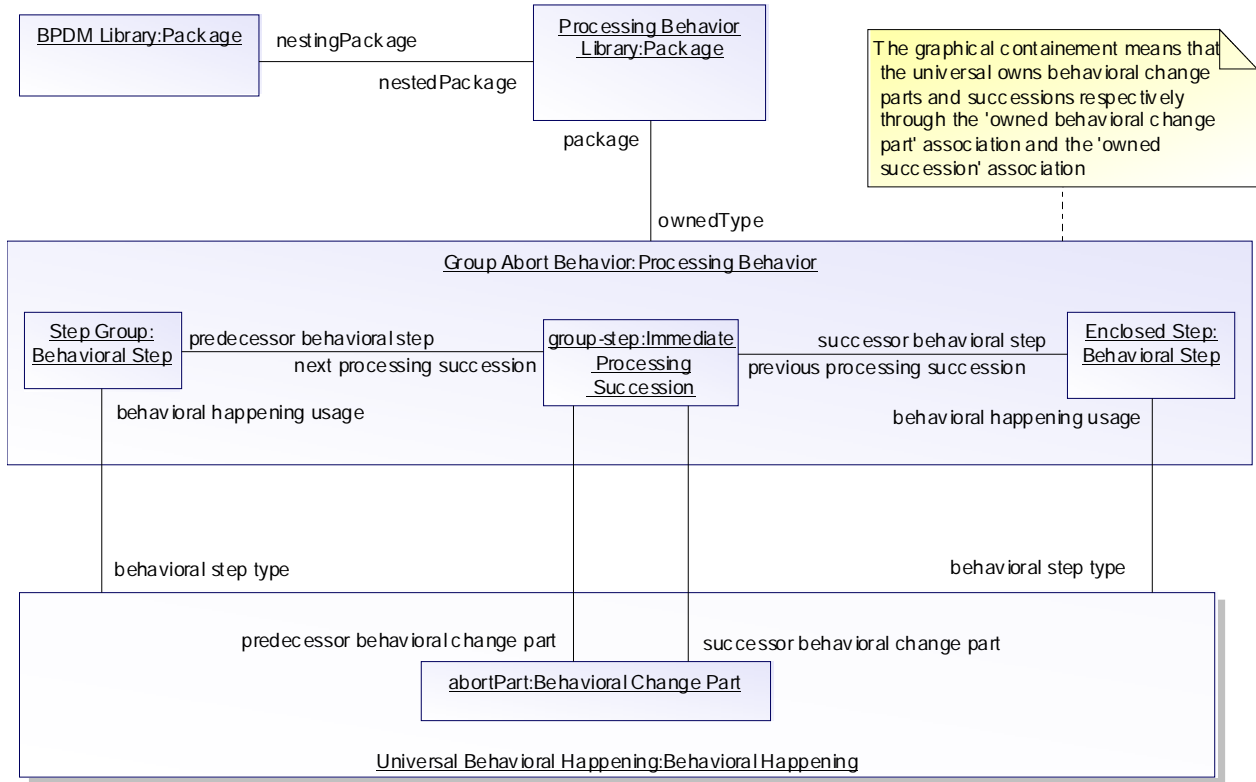 BPDM Library:Package
nestingPackage
nestedPackage
Processing Behavior
Library:Package
package
ownedType
The graphical containement means that
the universal owns behavioral change
parts and successions respectively
through the 'owned behavioral change
part' association and the 'owned
succession' association
Group Abort Behavior:Processing Behavior
Step Group:
Behavioral Step
predecessor behavioral step
next processing succession
group-step:Immediate
Processing
Succession
successor behavioral step
previous processing succession
Enclosed Step:
Behavioral Step
behavioral happening usage
behavioral happening usage
behavioral step type
behavioral step type
predecessor behavioral change part
successor behavioral change part
abortPart:Behavioral Change Part
Universal Behavioral Happening:Behavioral Happening